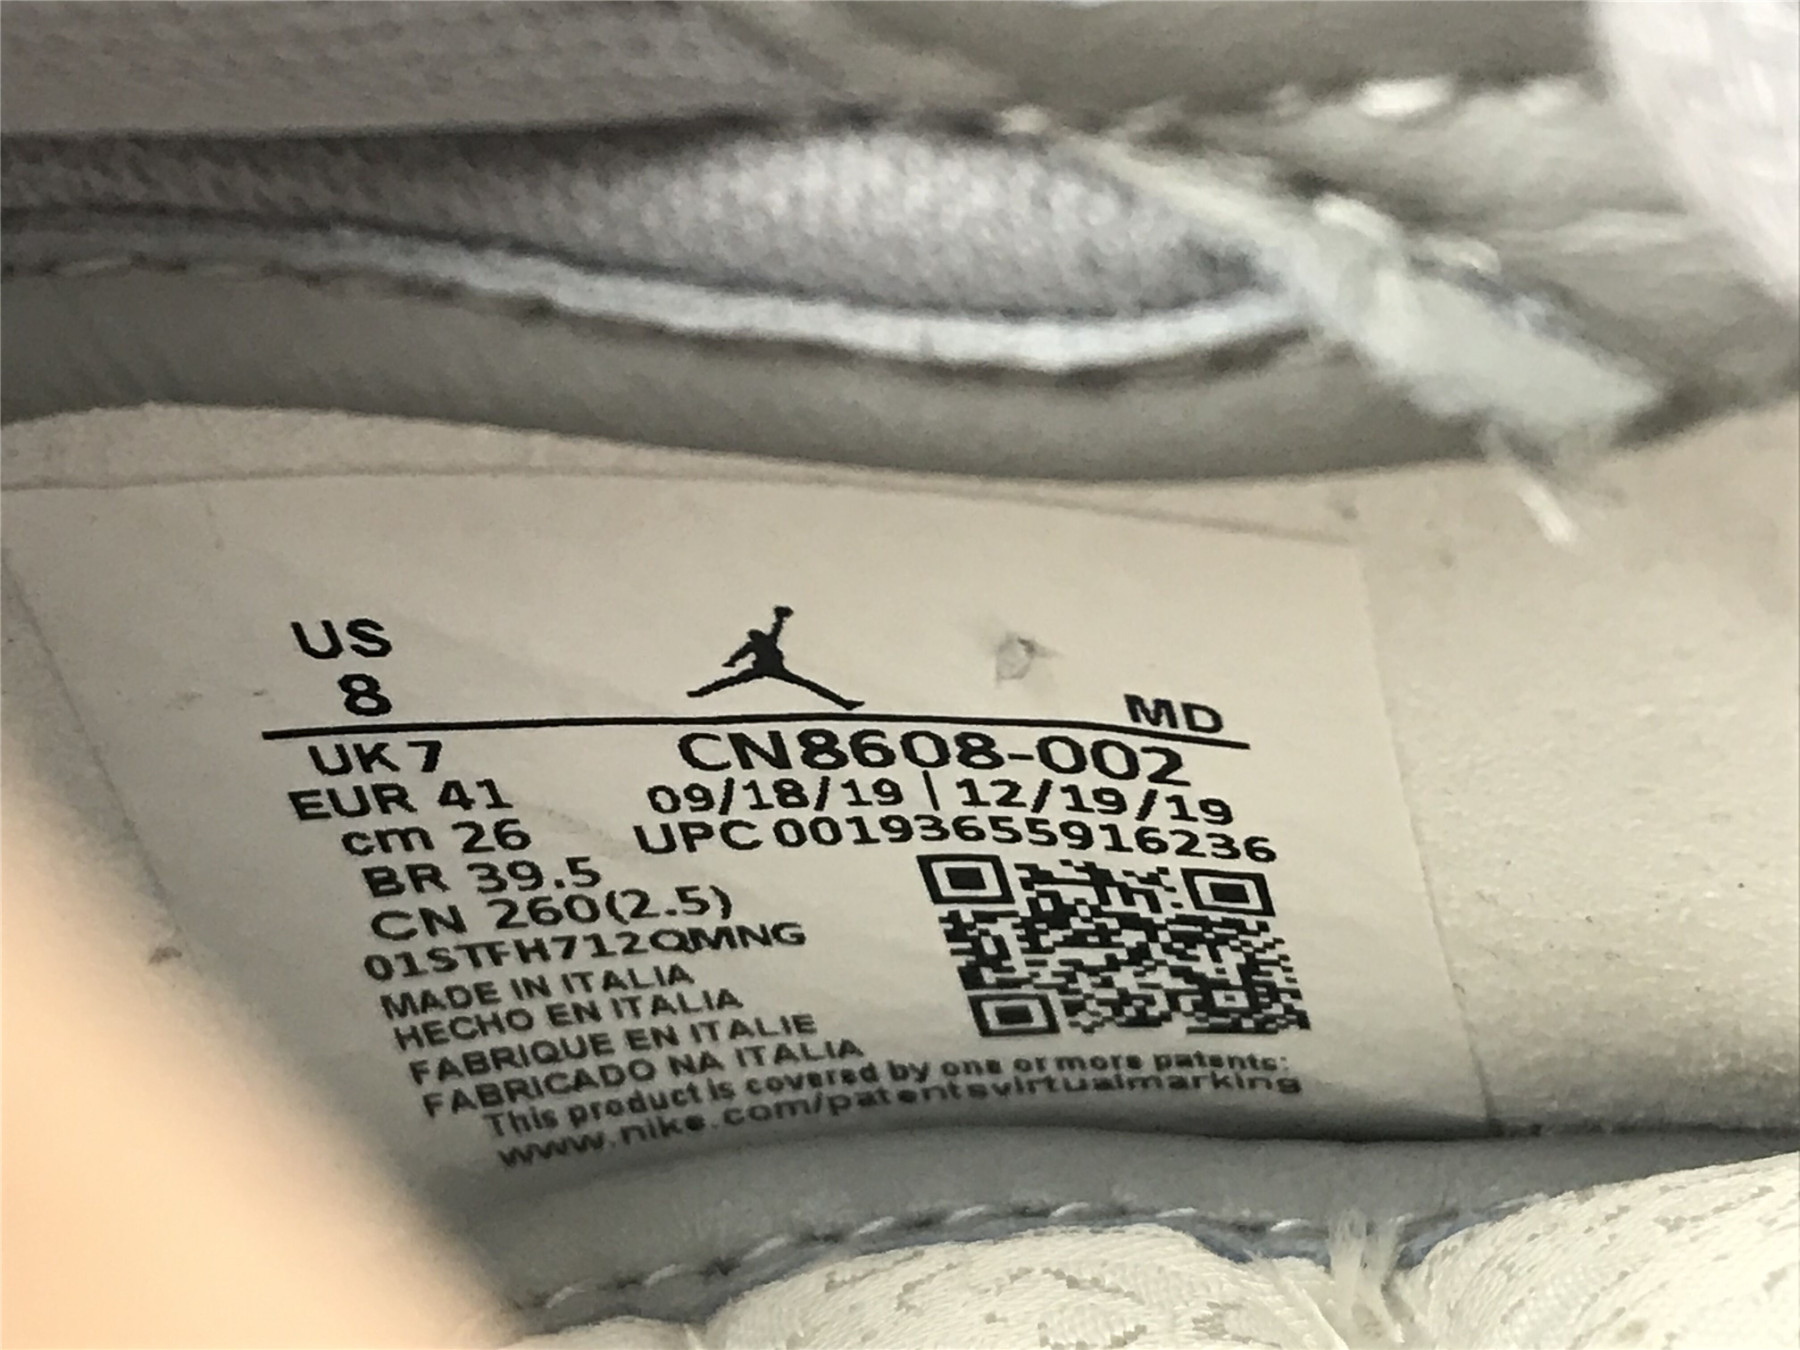 US
8
MD
UK 7
CN8608-002
EUR 41
09/18/19 | 12/19/19
cm 26
UPC 00193655916236
BR 39.5
CN 260(2.5)
01STFH712QMNG
MADE IN ITALIA
HECHO EN ITALIA
FABRIQUE EN ITALIE
FABRICADO NA ITALIA
This product is covered by one or more patents:
www.nike.com/patentsvirtualmarking